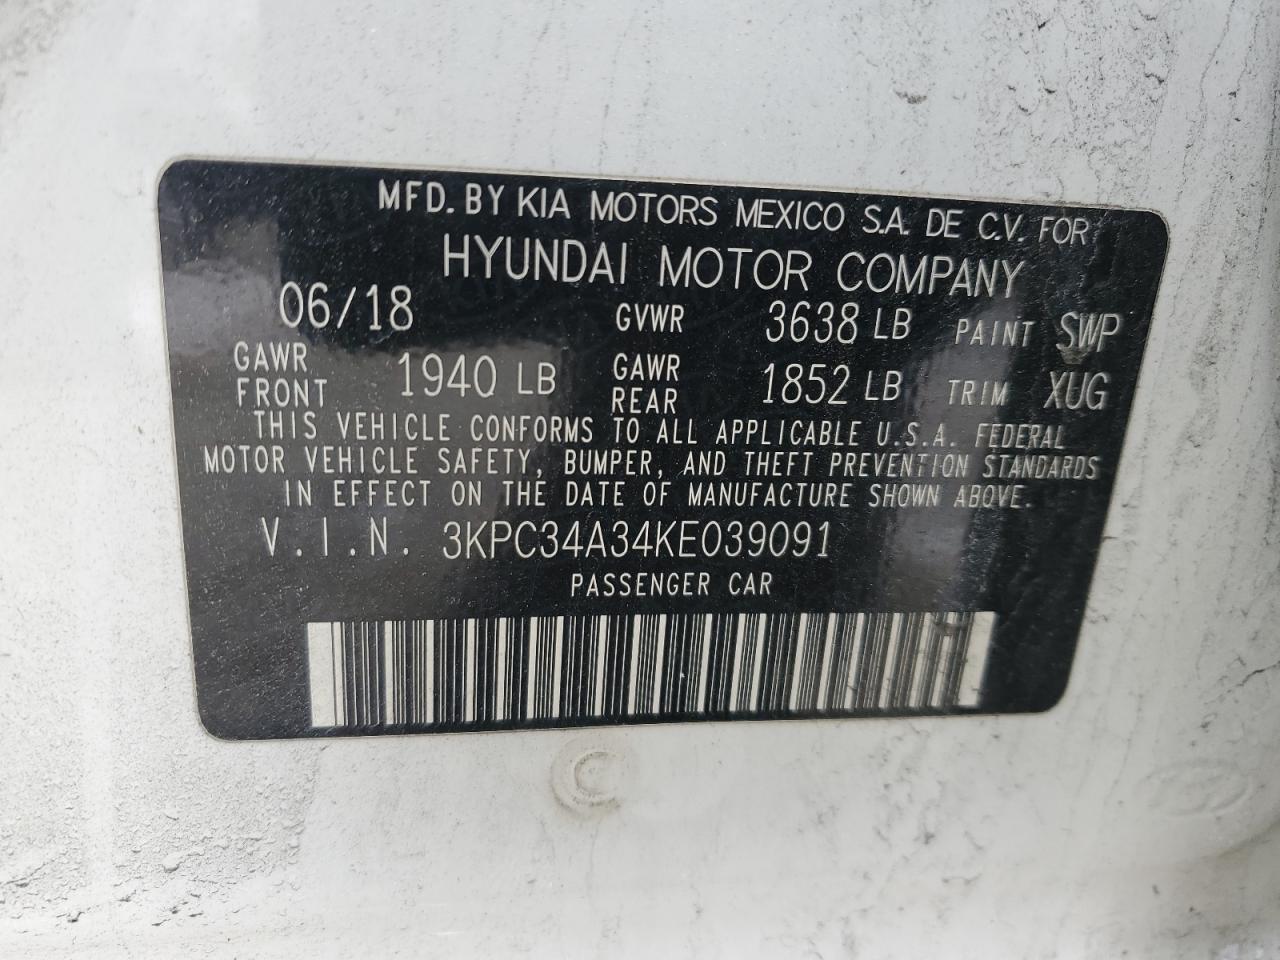 MFD. BY KIA MOTORS MEXICO S.A. DE C.V. FOR
HYUNDAI MOTOR COMPANY
06/18 GVWR 3638 LB PAINT SWP
GAWR FRONT 1940 LB GAWR REAR 1852 LB TRIM XUG
THIS VEHICLE CONFORMS TO ALL APPLICABLE U.S.A. FEDERAL
MOTOR VEHICLE SAFETY, BUMPER, AND THEFT PREVENTION STANDARDS
IN EFFECT ON THE DATE OF MANUFACTURE SHOWN ABOVE.
V.I.N. 3KPC34A34KE039091
PASSENGER CAR